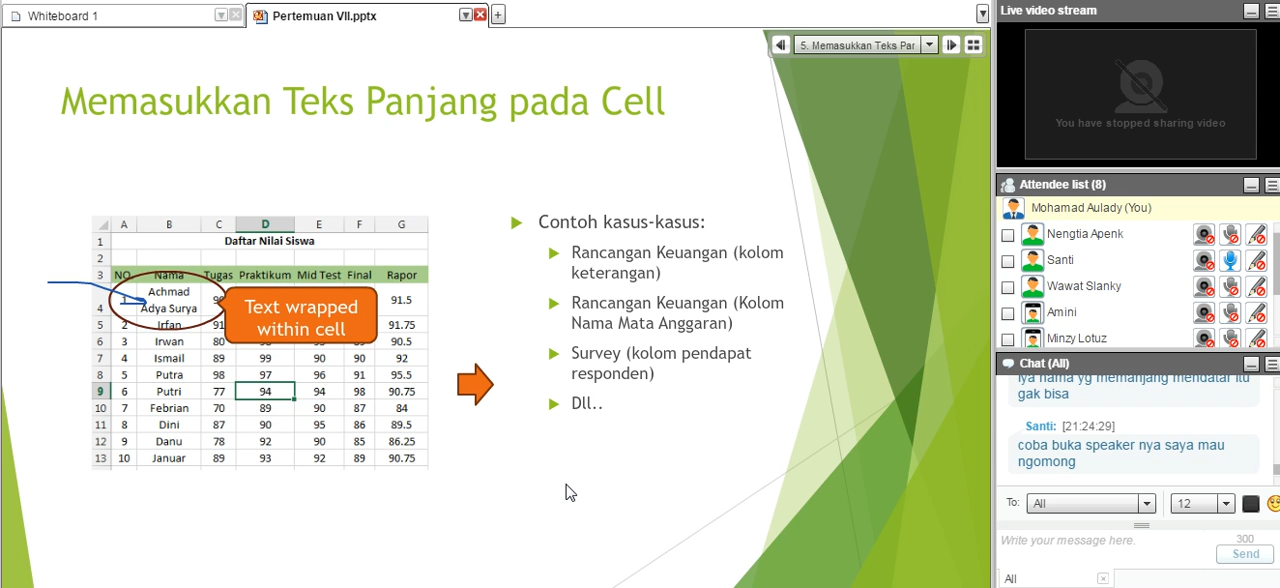 Whiteboard 1
Pertemuan VII.pptx
5. Memasukkan Teks Par
Memasukkan Teks Panjang pada Cell
A B C D E F G
1 Daftar Nilai Siswa
2
3 NO Nama Tugas Praktikum Mid Test Final Rapor
4 1 Achmad Adya Surya 91.5
5 2 Irfan 91 91.75
6 3 Irwan 80 90.5
7 4 Ismail 89 99 90 90 92
8 5 Putra 98 97 96 91 95.5
9 6 Putri 77 94 94 98 90.75
10 7 Febrian 70 89 90 87 84
11 8 Dini 87 90 95 86 89.5
12 9 Danu 78 92 90 85 86.25
13 10 Januar 89 93 92 89 90.75
Text wrapped
within cell
Contoh kasus-kasus:
Rancangan Keuangan (kolom
keterangan)
Rancangan Keuangan (Kolom
Nama Mata Anggaran)
Survey (kolom pendapat
responden)
Dll..
Live video stream
You have stopped sharing video
Attendee list (8)
Mohamad Aulady (You)
Nengtia Apenk
Santi
Wawat Slanky
Amini
Minzy Lotuz
Chat (All)
iya nama yg memanjang mendatar itu
gak bisa
Santi: [21:24:29]
coba buka speaker nya saya mau
ngomong
To: All 12
Write your message here.
300
Send
All